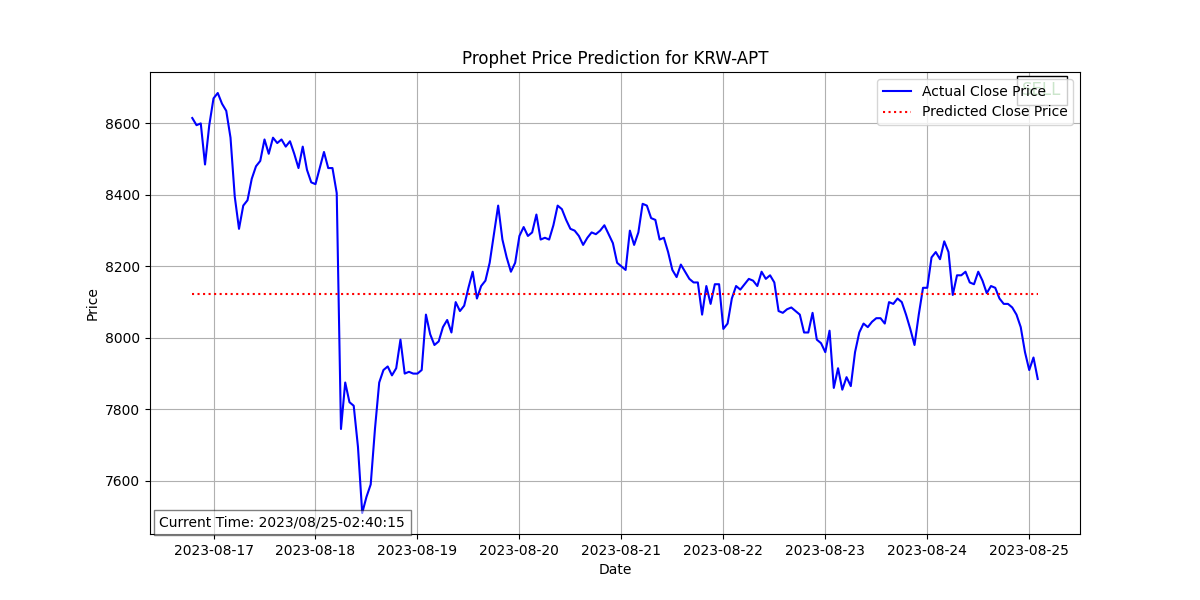 Prophet Price Prediction for KRW-APT
SELL
Actual Close Price
Predicted Close Price
Price
8600
8400
8200
8000
7800
7600
Current Time: 2023/08/25-02:40:15
2023-08-17 2023-08-18 2023-08-19 2023-08-20 2023-08-21 2023-08-22 2023-08-23 2023-08-24 2023-08-25
Date